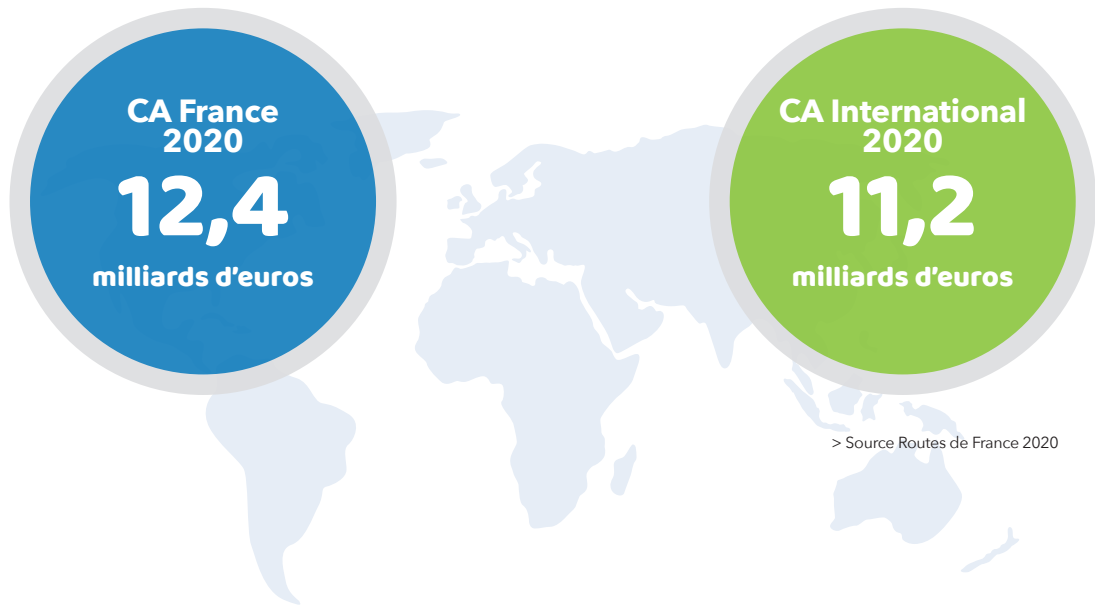 CA France
2020
12,4
milliards d'euros
CA International
2020
11,2
milliards d'euros
> Source Routes de France 2020